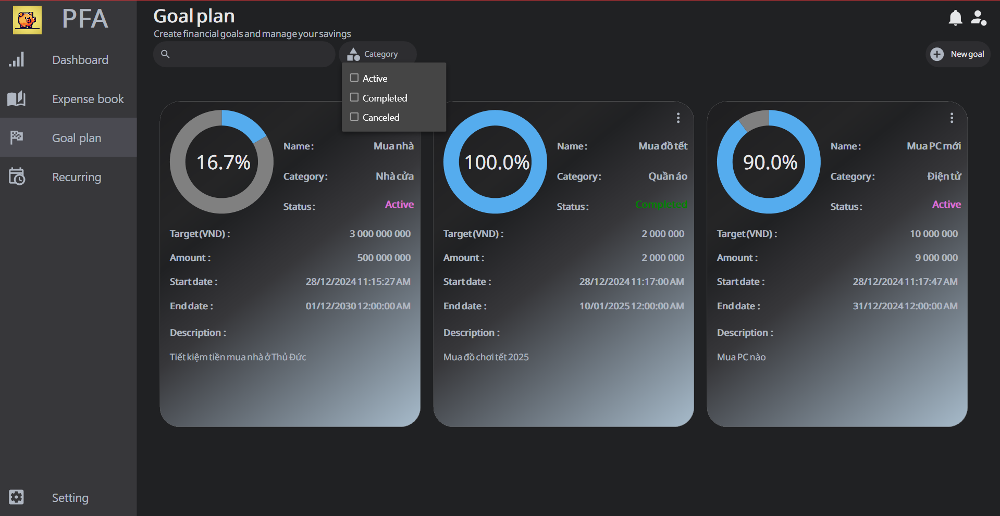 PFA
Dashboard
Expense book
Goal plan
Recurring
Setting
Goal plan
Create financial goals and manage your savings
Category
New goal
Active
Completed
Canceled
16.7%
Name: Mua nhà
Category: Nhà cửa
Status: Active
Target(VND) : 3 000 000 000
Amount : 500 000 000
Start date : 28/12/2024 11:15:27 AM
End date : 01/12/2030 12:00:00 AM
Description :
Tiết kiệm tiền mua nhà ở Thủ Đức
100.0%
Name: Mua đồ tết
Category: Quần áo
Status: Completed
Target(VND) : 2 000 000
Amount : 2 000 000
Start date : 28/12/2024 11:17:00 AM
End date : 10/01/2025 12:00:00 AM
Description :
Mua đồ chơi tết 2025
90.0%
Name: Mua PC mới
Category: Điện tử
Status: Active
Target(VND) : 10 000 000
Amount : 9 000 000
Start date : 28/12/2024 11:17:47 AM
End date : 31/12/2024 12:00:00 AM
Description :
Mua PC nào